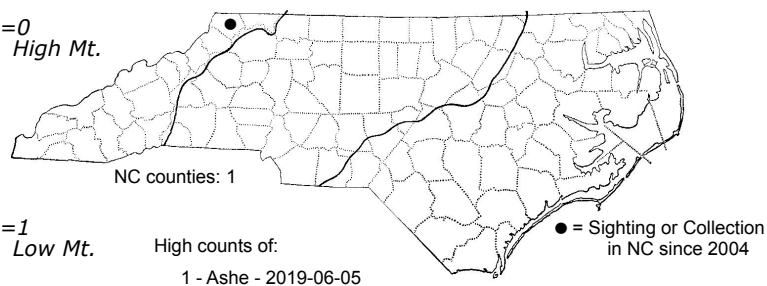 =0
High Mt.
NC counties: 1
=1
Low Mt.
High counts of:
1 - Ashe - 2019-06-05
● = Sighting or Collection
in NC since 2004